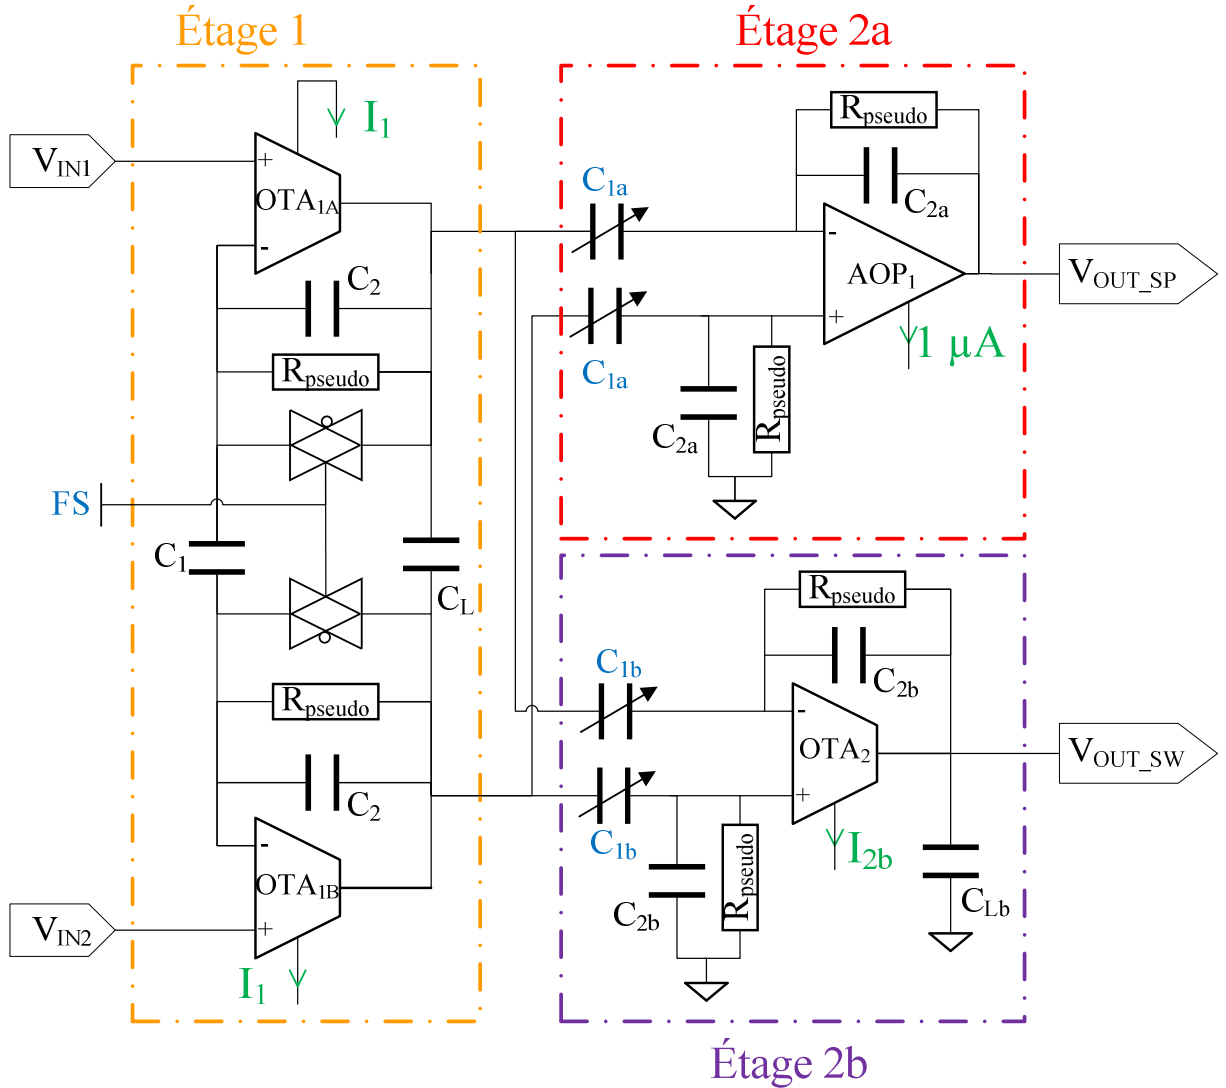 Étage 1
Étage 2a
I1
VIN1
+
OTA1A
-
C2
Rpseudo
FS
C1
CL
Rpseudo
C2
-
OTA1B
+
VIN2
I1
Rpseudo
C2a
C1a
-
AOP1
+
VOUT_SP
1 µA
C1a
C2a
Rpseudo
Rpseudo
C2b
C1b
-
OTA2
+
VOUT_SW
I2b
C1b
C2b
Rpseudo
CLb
Étage 2b